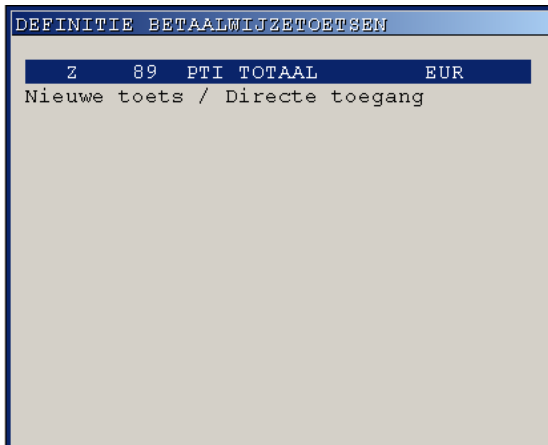 DEFINITIE BETAALWIJZETOETSEN
Z 89 PTI TOTAAL EUR
Nieuwe toets / Directe toegang